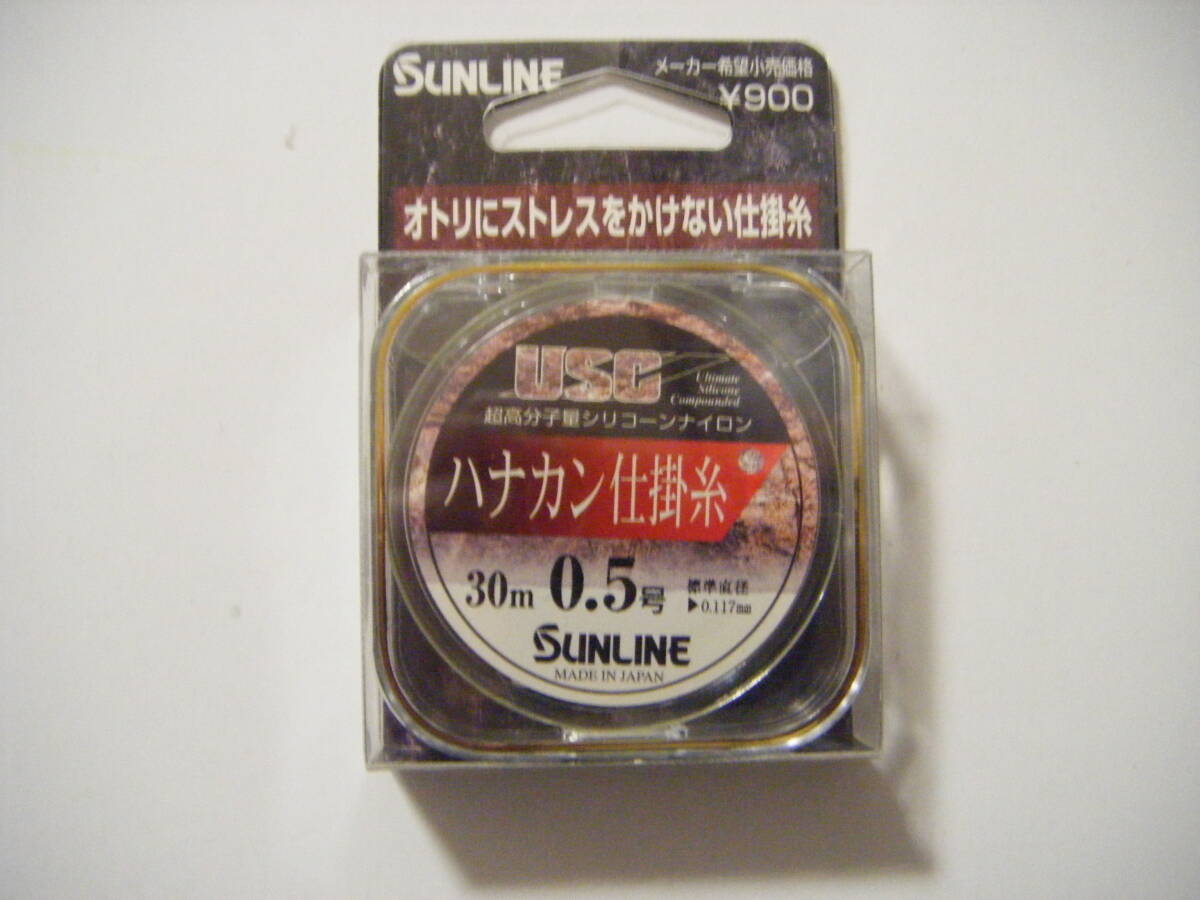 SUNLINE
メーカー希望小売価格
¥900
オトリにストレスをかけない仕掛糸
USC
Ultimate
Silicone
Compounded
超高分子量シリコーンナイロン
ハナカン仕掛糸
30m 0.5号
標準直径
▶0.117mm
SUNLINE
MADE IN JAPAN